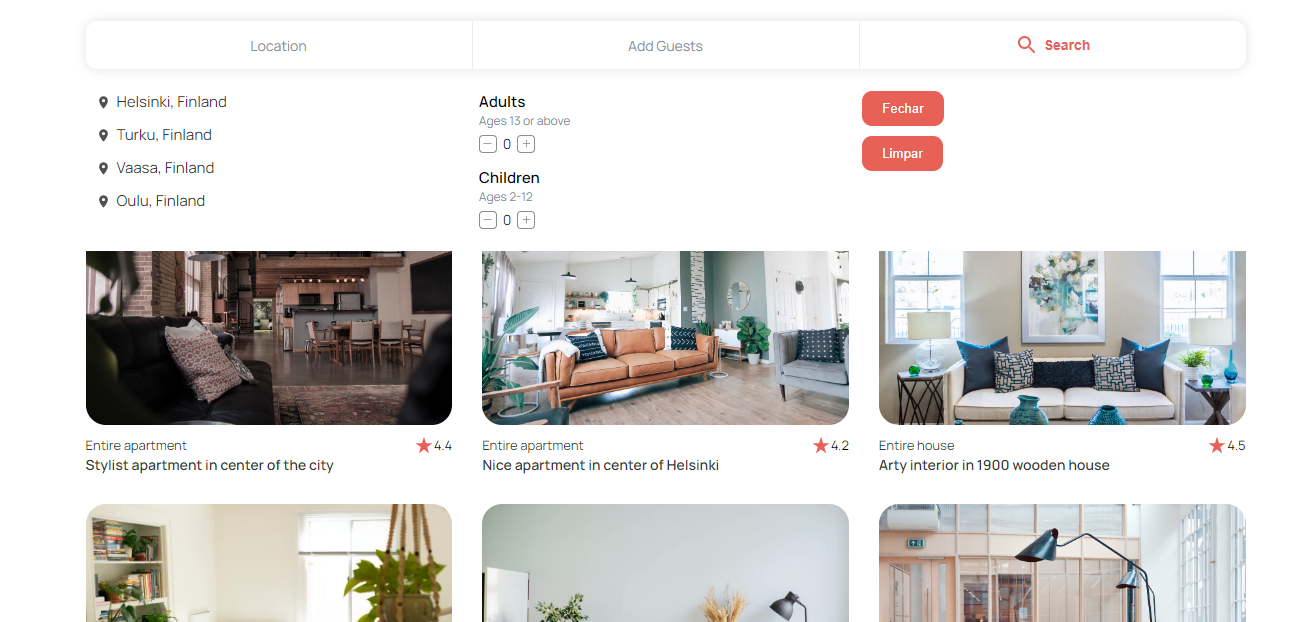 Location
Add Guests
Search
Helsinki, Finland
Turku, Finland
Vaasa, Finland
Oulu, Finland
Adults
Ages 13 or above
0
Children
Ages 2-12
0
Fechar
Limpar
Entire apartment
4.4
Stylist apartment in center of the city
Entire apartment
4.2
Nice apartment in center of Helsinki
Entire house
4.5
Arty interior in 1900 wooden house